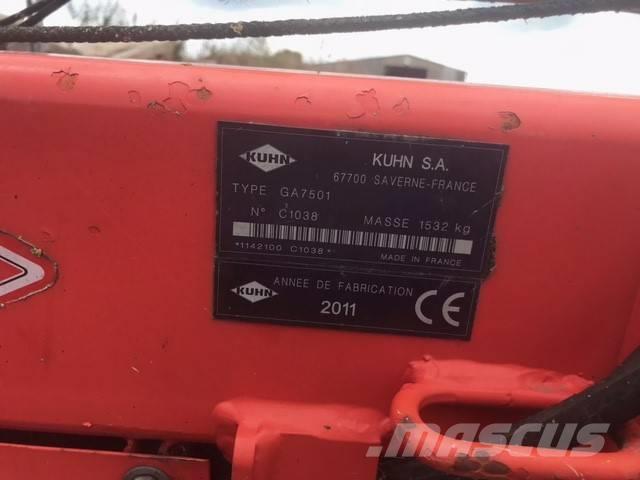 KUHN
KUHN S.A.
67700 SAVERNE-FRANCE
TYPE GA7501
N° C1038 MASSE 1532 kg
*1142100 C1038*
MADE IN FRANCE
KUHN
ANNÉE DE FABRICATION
2011
CE
MASCUS